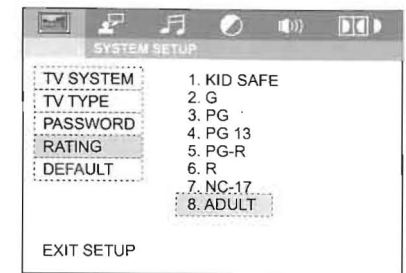 SYSTEM SETUP
TV SYSTEM
TV TYPE
PASSWORD
RATING
DEFAULT
1. KID SAFE
2. G
3. PG
4. PG 13
5. PG-R
6. R
7. NC-17
8. ADULT
EXIT SETUP